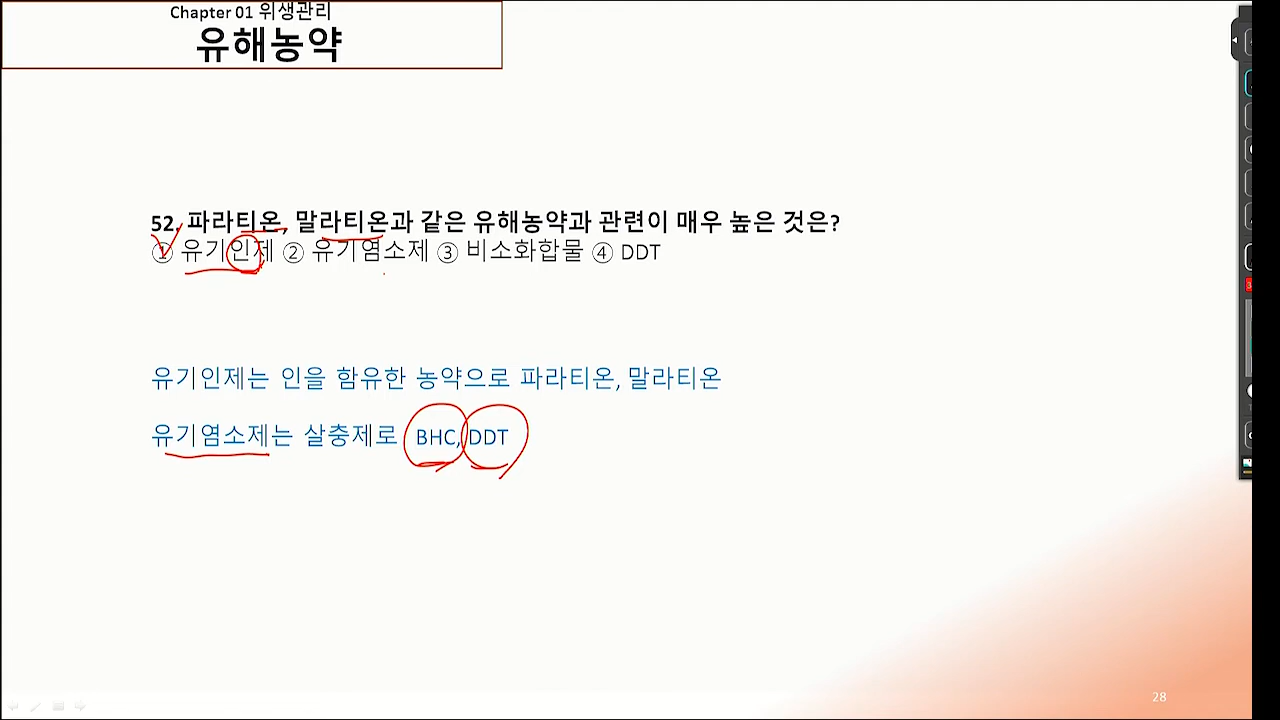 Chapter 01 위생관리
유해농약
52. 파라티온, 말라티온과 같은 유해농약과 관련이 매우 높은 것은?
① 유기인제 ② 유기염소제 ③ 비소화합물 ④ DDT
유기인제는 인을 함유한 농약으로 파라티온, 말라티온
유기염소제는 살충제로 BHC, DDT
28